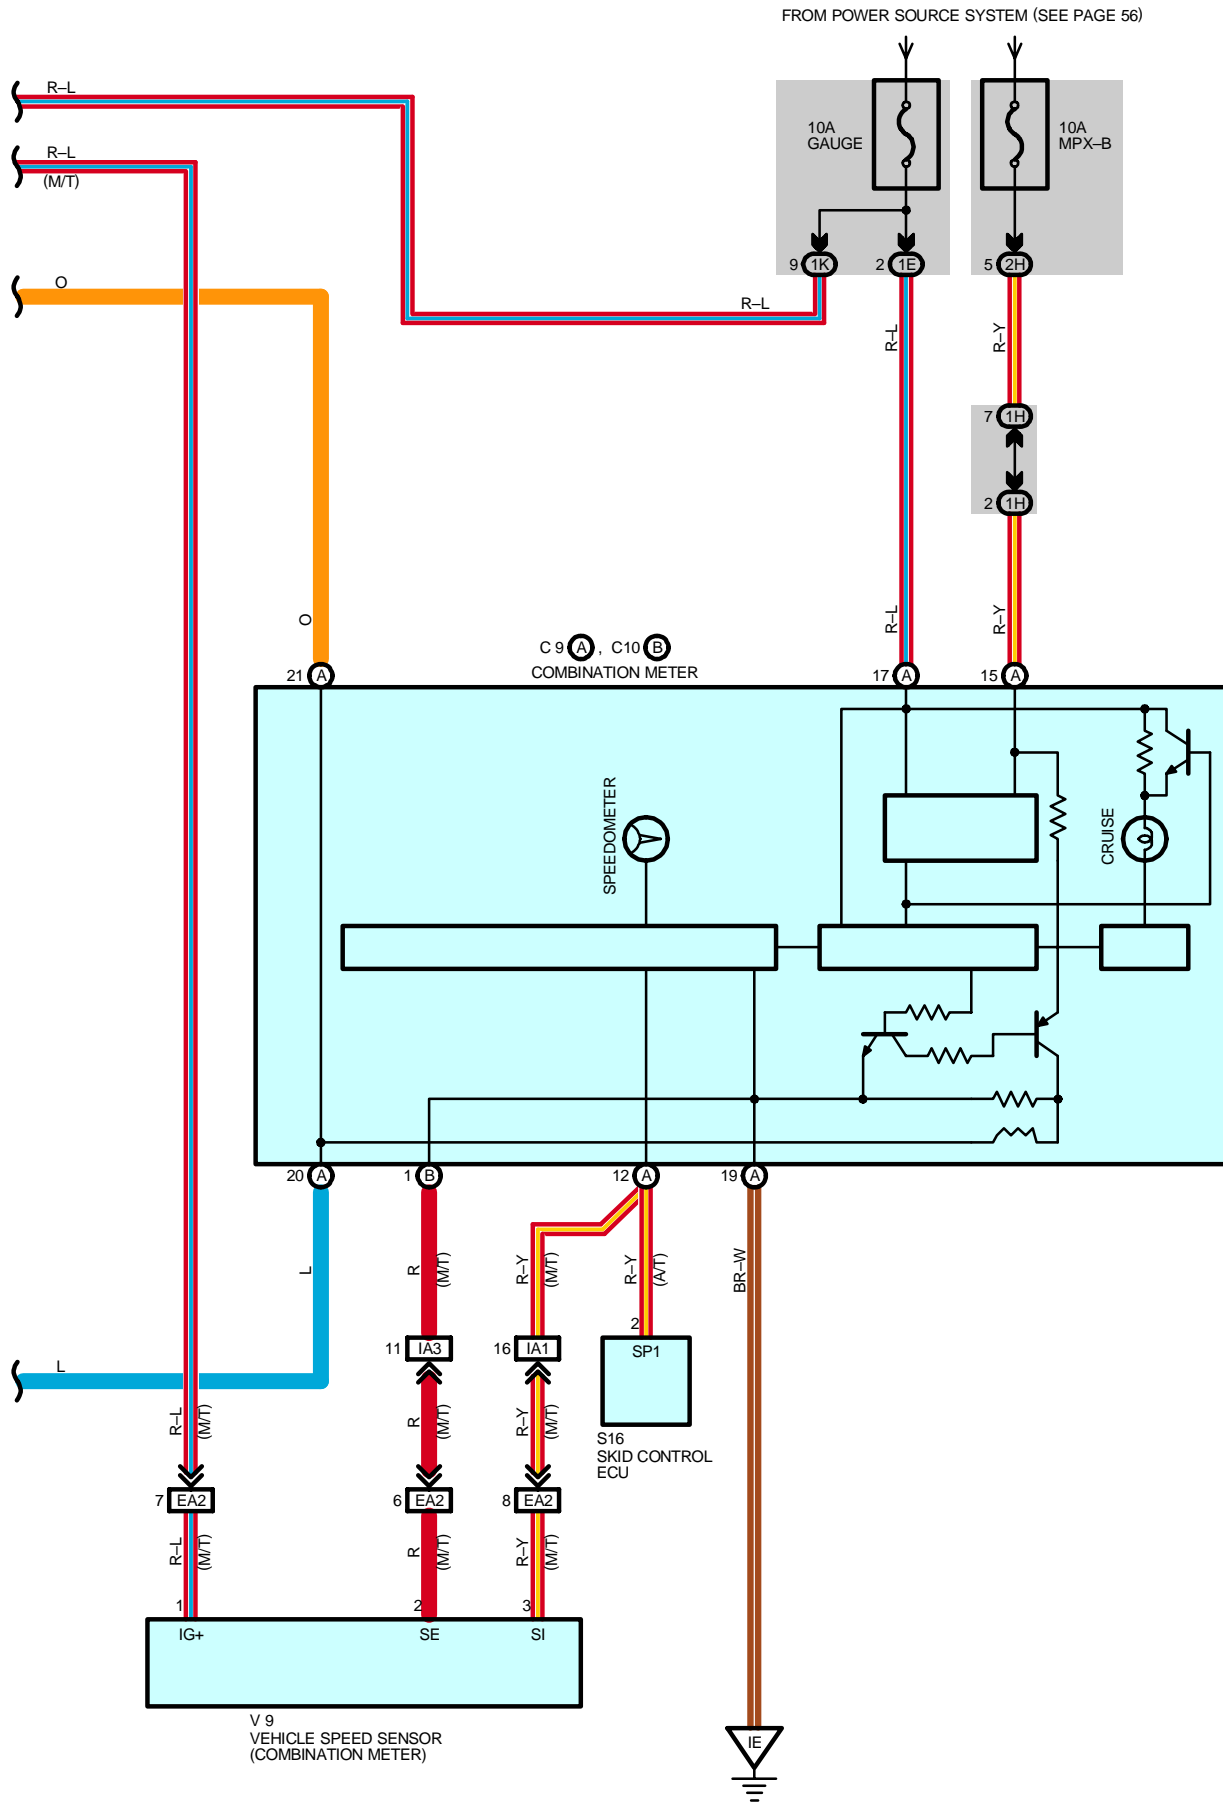 FROM POWER SOURCE SYSTEM (SEE PAGE 56)
R–L
10A
GAUGE
10A
MPX–B
R–L
(M/T)
9 1K
2 1E
5 2H
O
R–L
R–L
R–Y
7 1H
2 1H
O
R–L
R–Y
C 9 A , C10 B
COMBINATION METER
21 A
17 A
15 A
SPEEDOMETER
CRUISE
20 A
1 B
12 A
19 A
L
R
(M/T)
R–Y
(M/T)
R–Y
(A/T)
BR–W
11 IA3
16 IA1
2
SP1
L
R–L
(M/T)
R
(M/T)
R–Y
(M/T)
S16
SKID CONTROL
ECU
7 EA2
6 EA2
8 EA2
R–L
(M/T)
R
(M/T)
R–Y
(M/T)
1
2
3
IG+
SE
SI
V 9
VEHICLE SPEED SENSOR
(COMBINATION METER)
IE